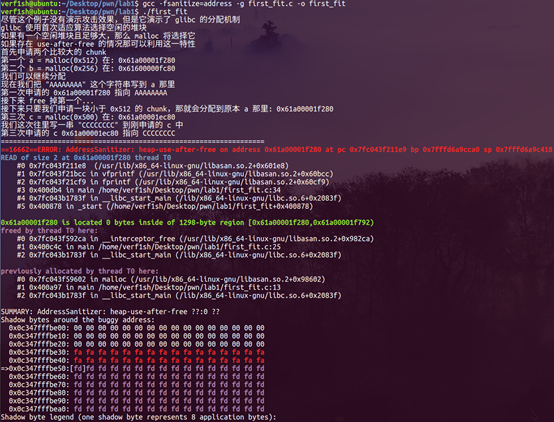 verf1sh@ubuntu:~/Desktop/pwn/lab1$ gcc -fsanitize=address -g first_fit.c -o first_fit
verf1sh@ubuntu:~/Desktop/pwn/lab1$ ./first_fit
尽管这个例子没有演示攻击效果，但是它演示了 glibc 的分配机制
glibc 使用首次适应算法选择空闲的堆块
如果有一个空闲堆块且足够大，那么 malloc 将选择它
如果存在 use-after-free 的情况那可以利用这一特性
首先申请两个比较大的 chunk
第一个 a = malloc(0x512) 在: 0x61a00001f280
第二个 b = malloc(0x256) 在: 0x61600000fc80
我们可以继续分配
现在我们把 "AAAAAAAA" 这个字符串写到 a 那里
第一次申请的 0x61a00001f280 指向 AAAAAAAA
接下来 free 掉第一个...
接下来只要我们申请一块小于 0x512 的 chunk，那就会分配到原本 a 那里: 0x61a00001f280
第三次 c = malloc(0x500) 在: 0x61a00001ec80
我们这次往里写一串 "CCCCCCCC" 到刚申请的 c 中
第三次申请的 c 0x61a00001ec80 指向 CCCCCCCC
=================================================================
==16662==ERROR: AddressSanitizer: heap-use-after-free on address 0x61a00001f280 at pc 0x7fc043f211e9 bp 0x7fffd6a9cca0 sp 0x7fffd6a9c418
READ of size 2 at 0x61a00001f280 thread T0
#0 0x7fc043f211e8 (/usr/lib/x86_64-linux-gnu/libasan.so.2+0x601e8)
#1 0x7fc043f21bcc in vfprintf (/usr/lib/x86_64-linux-gnu/libasan.so.2+0x60bcc)
#2 0x7fc043f21cf9 in fprintf (/usr/lib/x86_64-linux-gnu/libasan.so.2+0x60cf9)
#3 0x400db4 in main /home/verf1sh/Desktop/pwn/lab1/first_fit.c:34
#4 0x7fc043b1783f in __libc_start_main (/lib/x86_64-linux-gnu/libc.so.6+0x2083f)
#5 0x400878 in _start (/home/verf1sh/Desktop/pwn/lab1/first_fit+0x400878)
0x61a00001f280 is located 0 bytes inside of 1298-byte region [0x61a00001f280,0x61a00001f792)
freed by thread T0 here:
#0 0x7fc043f592ca in __interceptor_free (/usr/lib/x86_64-linux-gnu/libasan.so.2+0x982ca)
#1 0x400c4c in main /home/verf1sh/Desktop/pwn/lab1/first_fit.c:25
#2 0x7fc043b1783f in __libc_start_main (/lib/x86_64-linux-gnu/libc.so.6+0x2083f)
previously allocated by thread T0 here:
#0 0x7fc043f59602 in malloc (/usr/lib/x86_64-linux-gnu/libasan.so.2+0x98602)
#1 0x400a97 in main /home/verf1sh/Desktop/pwn/lab1/first_fit.c:13
#2 0x7fc043b1783f in __libc_start_main (/lib/x86_64-linux-gnu/libc.so.6+0x2083f)
SUMMARY: AddressSanitizer: heap-use-after-free ??:0 ??
Shadow bytes around the buggy address:
0x0c347fffbe00: 00 00 00 00 00 00 00 00 00 00 00 00 00 00 00 00
0x0c347fffbe10: 00 00 00 00 00 00 00 00 00 00 00 00 00 00 00 00
0x0c347fffbe20: 00 00 00 00 00 00 00 00 00 00 00 00 00 00 00 00
0x0c347fffbe30: fa fa fa fa fa fa fa fa fa fa fa fa fa fa fa fa
0x0c347fffbe40: fa fa fa fa fa fa fa fa fa fa fa fa fa fa fa fa
=>0x0c347fffbe50:[fd]fd fd fd fd fd fd fd fd fd fd fd fd fd fd fd
0x0c347fffbe60: fd fd fd fd fd fd fd fd fd fd fd fd fd fd fd fd
0x0c347fffbe70: fd fd fd fd fd fd fd fd fd fd fd fd fd fd fd fd
0x0c347fffbe80: fd fd fd fd fd fd fd fd fd fd fd fd fd fd fd fd
0x0c347fffbe90: fd fd fd fd fd fd fd fd fd fd fd fd fd fd fd fd
0x0c347fffbea0: fd fd fd fd fd fd fd fd fd fd fd fd fd fd fd fd
Shadow byte legend (one shadow byte represents 8 application bytes):